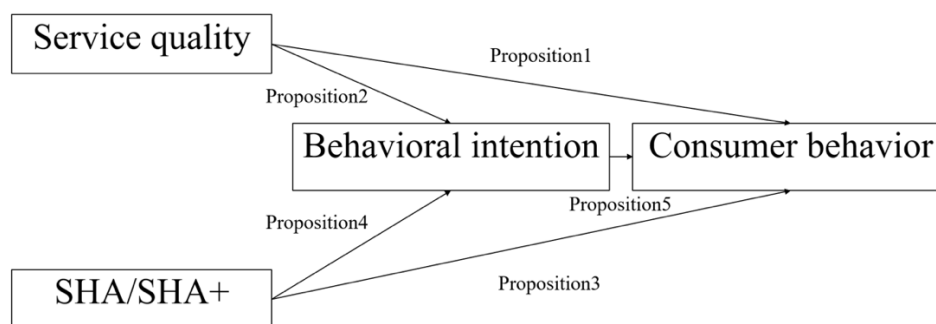 Service quality
Proposition1
Proposition2
Behavioral intention
Consumer behavior
Proposition5
Proposition4
SHA/SHA+
Proposition3